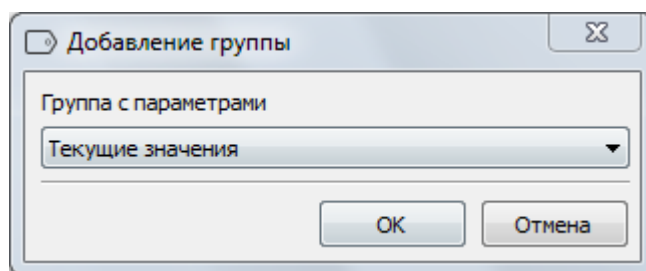 Добавление группы
Группа с параметрами
Текущие значения
OK
Отмена